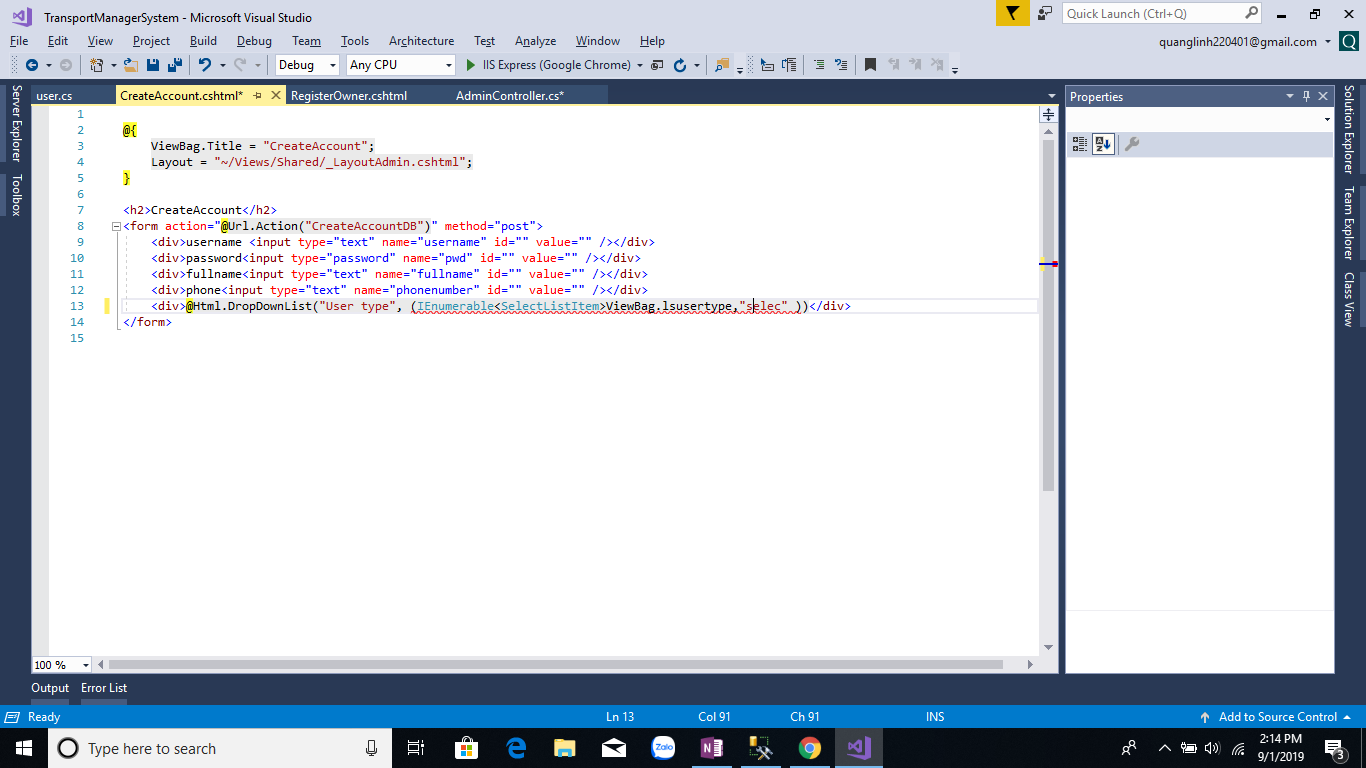 TransportManagerSystem - Microsoft Visual Studio
Quick Launch (Ctrl+Q)
File Edit View Project Build Debug Team Tools Architecture Test Analyze Window Help
quanglinh220401@gmail.com
Q
Debug Any CPU IIS Express (Google Chrome)
Server Explorer
Toolbox
user.cs CreateAccount.cshtml* RegisterOwner.cshtml AdminController.cs*
1
2 @{
3 ViewBag.Title = "CreateAccount";
4 Layout = "~/Views/Shared/_LayoutAdmin.cshtml";
5 }
6
7 <h2>CreateAccount</h2>
8 <form action="@Url.Action("CreateAccountDB")" method="post">
9 <div>username <input type="text" name="username" id="" value="" /></div>
10 <div>password<input type="password" name="pwd" id="" value="" /></div>
11 <div>fullname<input type="text" name="fullname" id="" value="" /></div>
12 <div>phone<input type="text" name="phonenumber" id="" value="" /></div>
13 <div>@Html.DropDownList("User type", (IEnumerable<SelectListItem>ViewBag.lsusertype,"selec" ))</div>
14 </form>
15
Properties
Solution Explorer
Team Explorer
Class View
100 %
Output Error List
Ready Ln 13 Col 91 Ch 91 INS Add to Source Control
Type here to search
Zalo
2:14 PM
9/1/2019
3